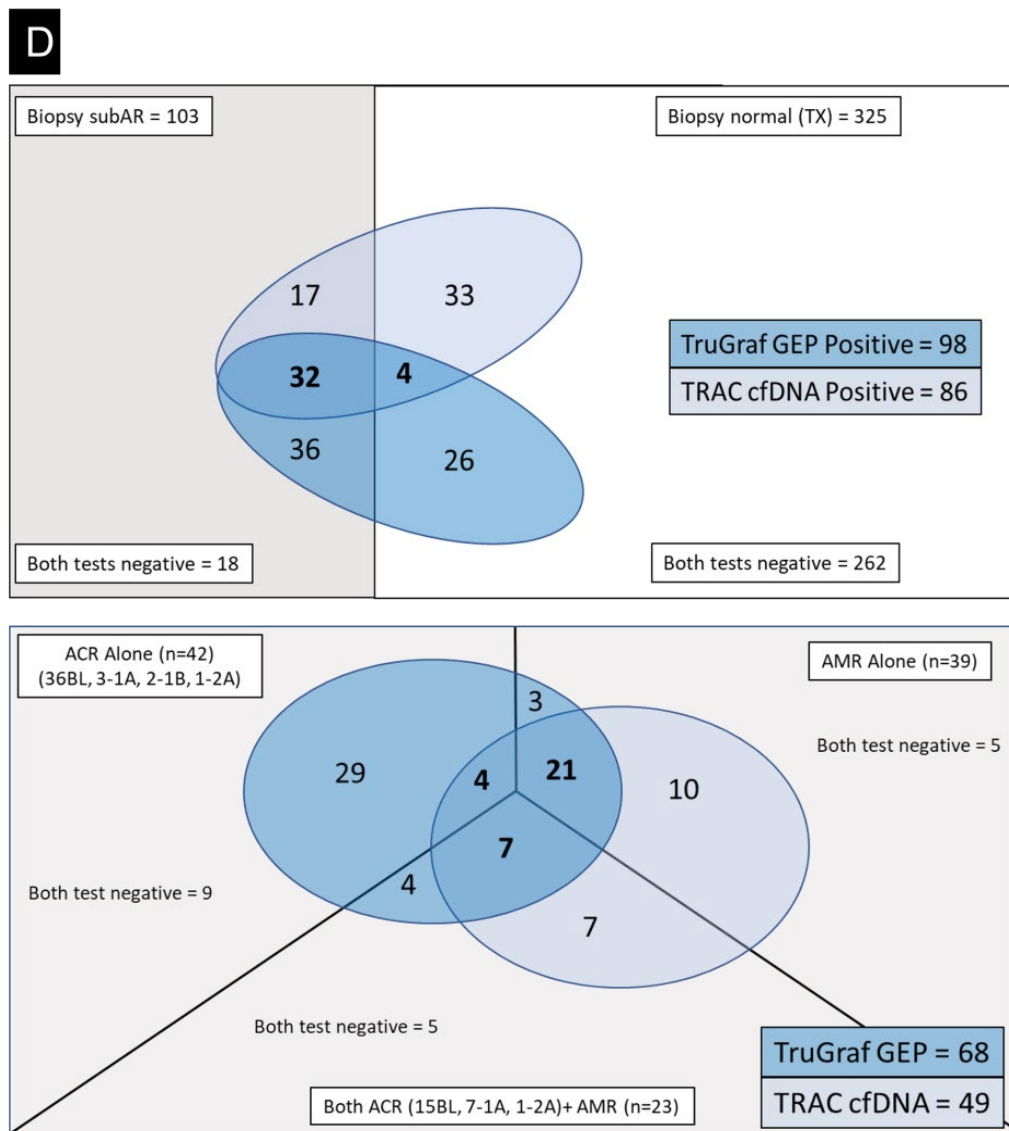 D
Biopsy subAR = 103
Biopsy normal (TX) = 325
17
33
32
4
36
26
TruGraf GEP Positive = 98
TRAC cfDNA Positive = 86
Both tests negative = 18
Both tests negative = 262
ACR Alone (n=42)
(36BL, 3-1A, 2-1B, 1-2A)
AMR Alone (n=39)
3
Both test negative = 5
29
4
21
10
7
4
Both test negative = 9
7
Both test negative = 5
TruGraf GEP = 68
TRAC cfDNA = 49
Both ACR (15BL, 7-1A, 1-2A)+ AMR (n=23)